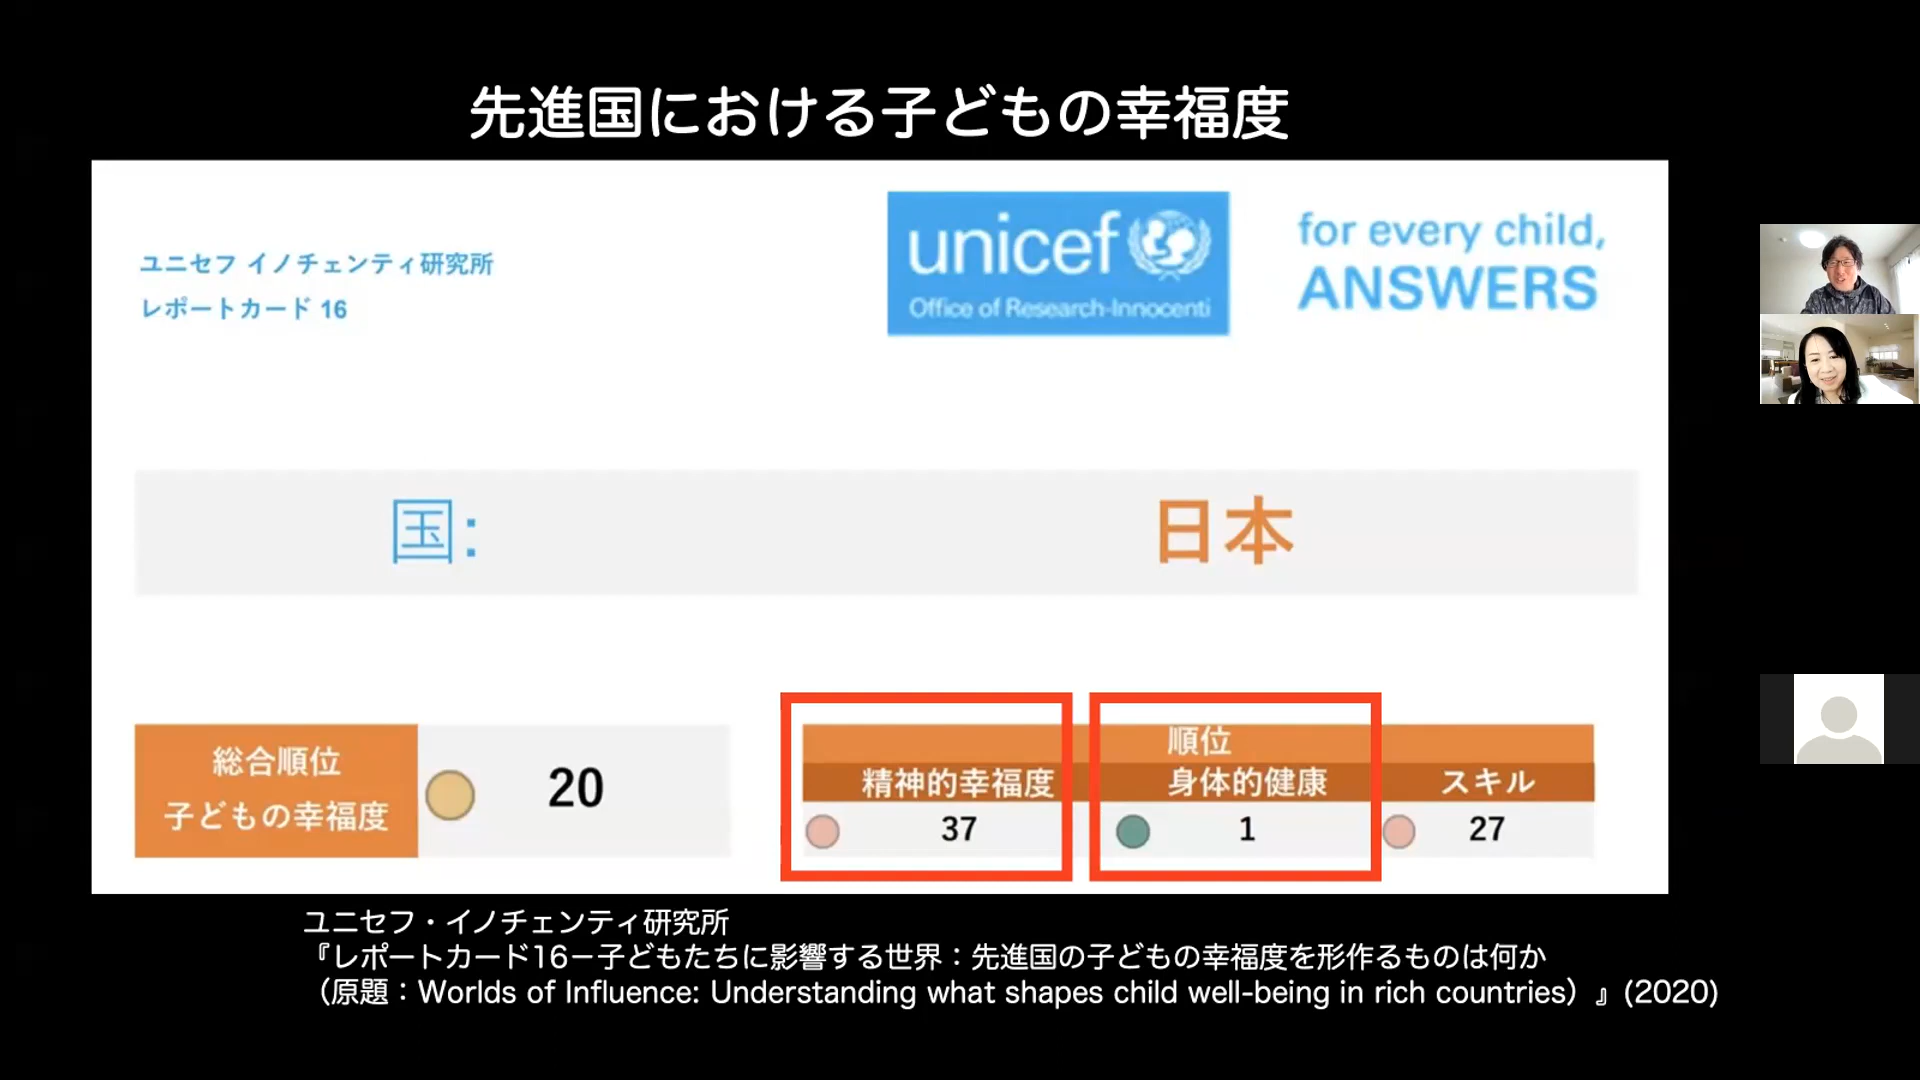 先進国における子どもの幸福度
ユニセフ イノチェンティ研究所
レポートカード 16
unicef
Office of Research-Innocenti
for every child,
ANSWERS
国:
日本
総合順位
子どもの幸福度
20
順位
精神的幸福度
身体的健康
スキル
37
1
27
ユニセフ・イノチェンティ研究所
『レポートカード16－子どもたちに影響する世界：先進国の子どもの幸福度を形作るものは何か
（原題：Worlds of Influence: Understanding what shapes child well-being in rich countries）』(2020)